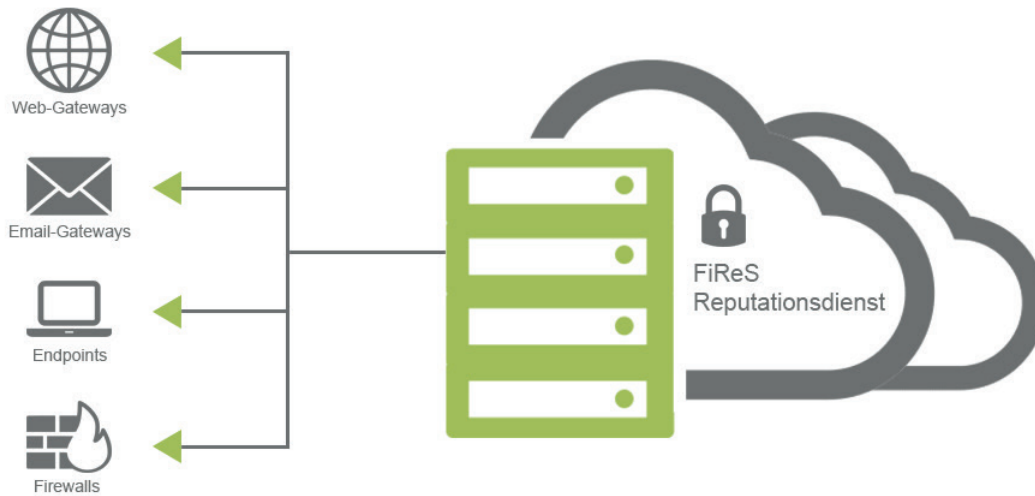 Web-Gateways
Email-Gateways
Endpoints
Firewalls
FiReS
Reputationsdienst